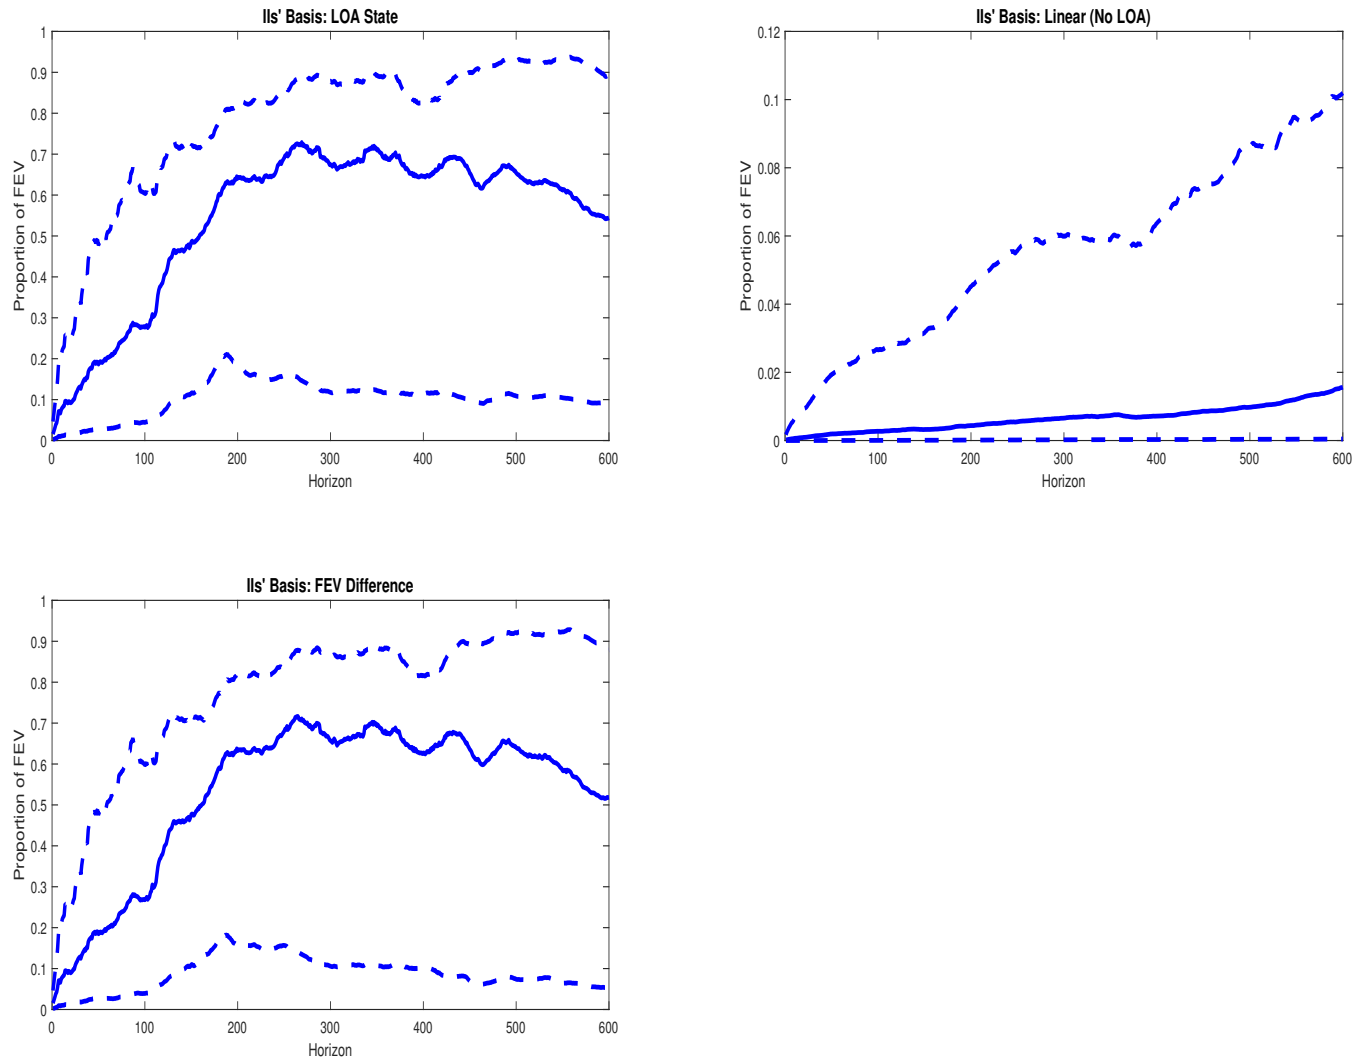 IIs' Basis: LOA State
1
0.9
0.8
0.7
0.6
0.5
0.4
0.3
0.2
0.1
0
Proportion of FEV
0 100 200 300 400 500 600
Horizon
IIs' Basis: Linear (No LOA)
0.12
0.1
0.08
0.06
0.04
0.02
0
Proportion of FEV
0 100 200 300 400 500 600
Horizon
IIs' Basis: FEV Difference
1
0.9
0.8
0.7
0.6
0.5
0.4
0.3
0.2
0.1
0
Proportion of FEV
0 100 200 300 400 500 600
Horizon